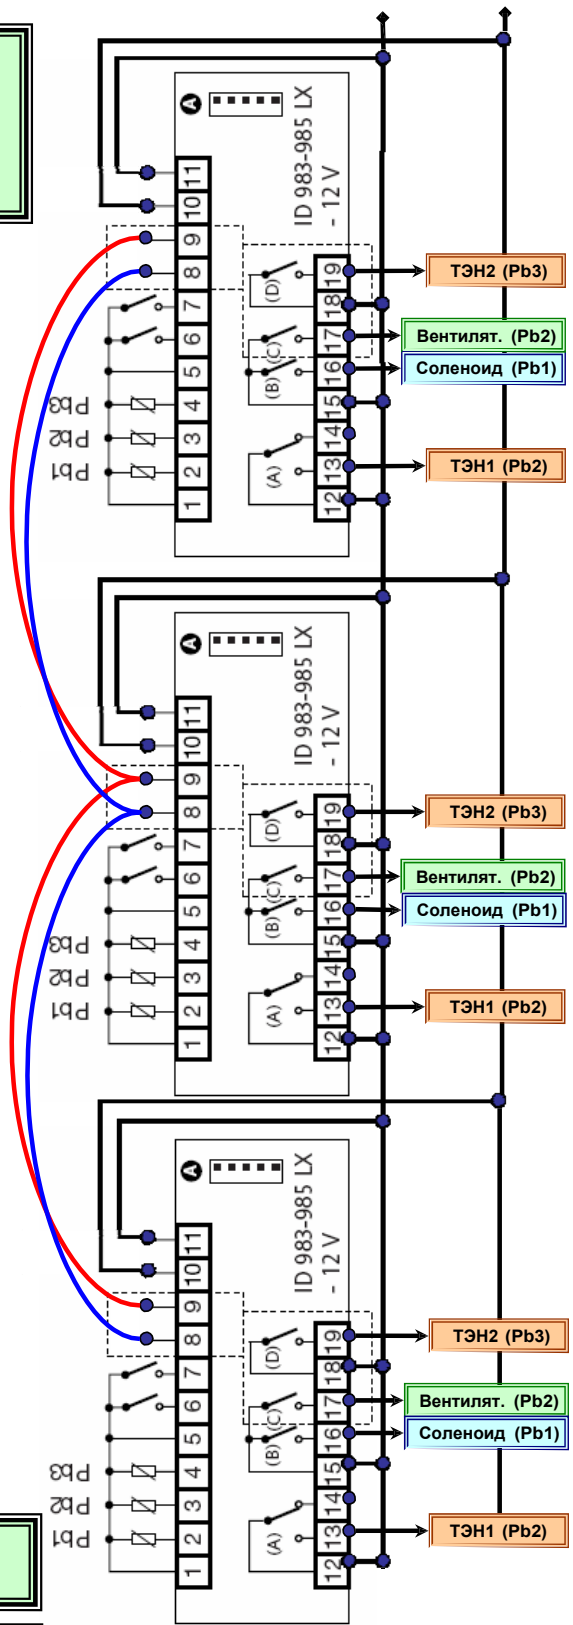 A
ID 983-985 LX
- 12 V
11
10
9
8
7
6
5
4
3
2
1
Pb3
Pb2
Pb1
(D)
(C)
(B)
(A)
19
18
17
16
15
14
13
12
ТЭН2 (Pb3)
Вентилят. (Pb2)
Соленоид (Pb1)
ТЭН1 (Pb2)
A
ID 983-985 LX
- 12 V
11
10
9
8
7
6
5
4
3
2
1
Pb3
Pb2
Pb1
(D)
(C)
(B)
(A)
19
18
17
16
15
14
13
12
ТЭН2 (Pb3)
Вентилят. (Pb2)
Соленоид (Pb1)
ТЭН1 (Pb2)
A
ID 983-985 LX
- 12 V
11
10
9
8
7
6
5
4
3
2
1
Pb3
Pb2
Pb1
(D)
(C)
(B)
(A)
19
18
17
16
15
14
13
12
ТЭН2 (Pb3)
Вентилят. (Pb2)
Соленоид (Pb1)
ТЭН1 (Pb2)